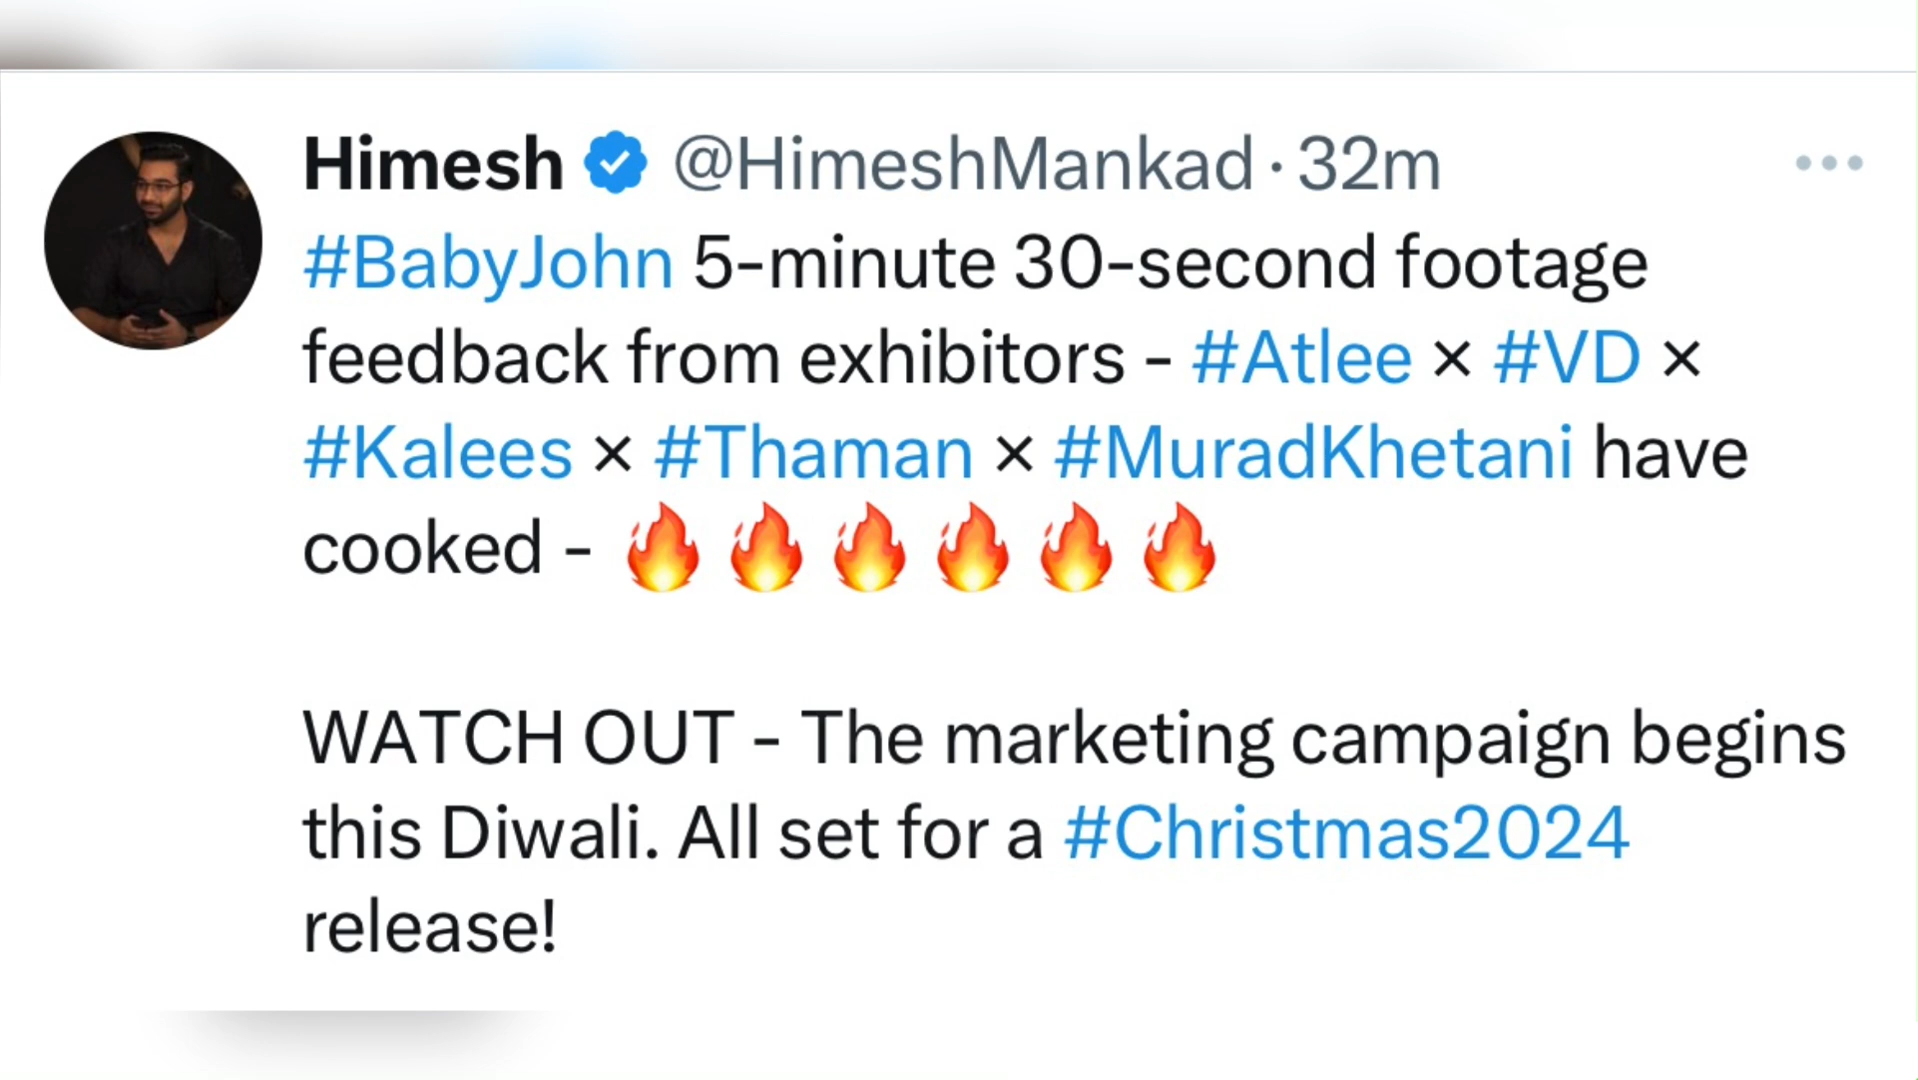 Himesh @HimeshMankad · 32m
#BabyJohn 5-minute 30-second footage
feedback from exhibitors - #Atlee × #VD ×
#Kalees × #Thaman × #MuradKhetani have
cooked - 🔥🔥🔥🔥🔥🔥
WATCH OUT - The marketing campaign begins
this Diwali. All set for a #Christmas2024
release!